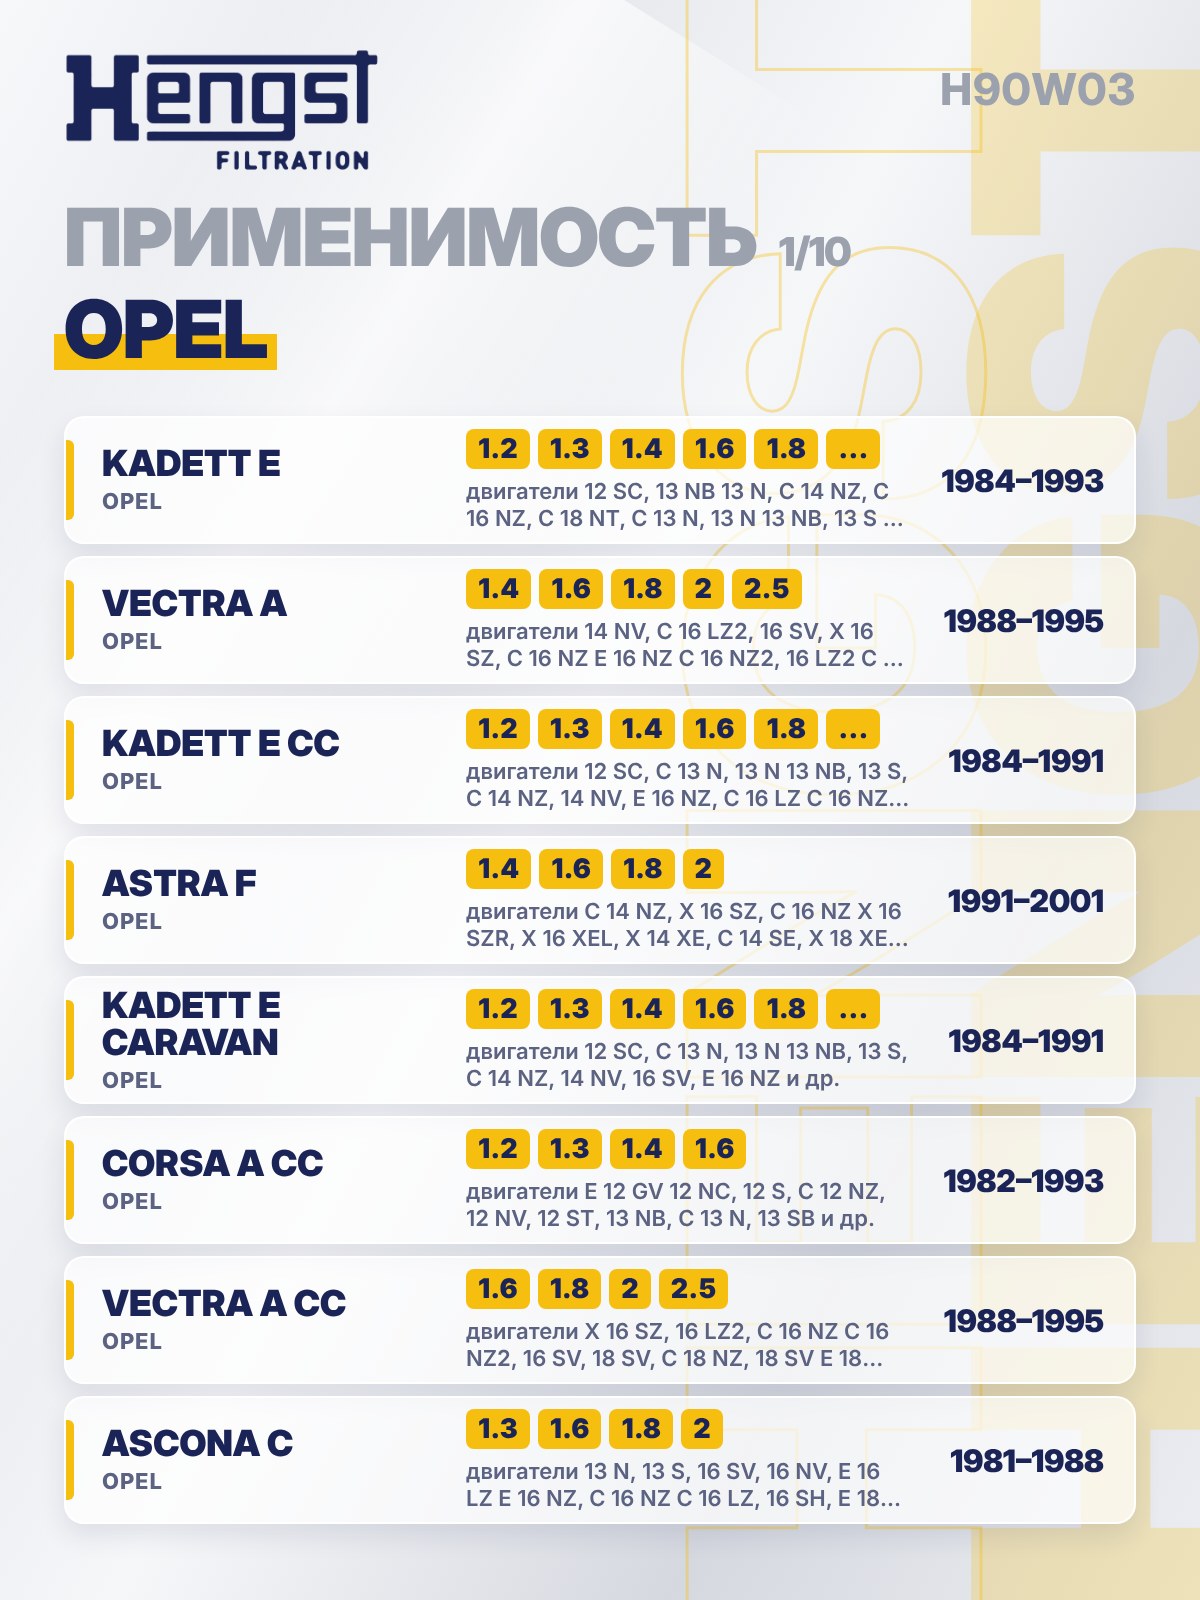 Hengst
FILTRATION
H90W03
ПРИМЕНИМОСТЬ 1/10
OPEL
KADETT E
OPEL
1.2 1.3 1.4 1.6 1.8 ...
двигатели 12 SC, 13 NB 13 N, C 14 NZ, C
16 NZ, C 18 NT, C 13 N, 13 N 13 NB, 13 S ...
1984–1993
VECTRA A
OPEL
1.4 1.6 1.8 2 2.5
двигатели 14 NV, C 16 LZ2, 16 SV, X 16
SZ, C 16 NZ E 16 NZ C 16 NZ2, 16 LZ2 C ...
1988–1995
KADETT E CC
OPEL
1.2 1.3 1.4 1.6 1.8 ...
двигатели 12 SC, C 13 N, 13 N 13 NB, 13 S,
C 14 NZ, 14 NV, E 16 NZ, C 16 LZ C 16 NZ...
1984–1991
ASTRA F
OPEL
1.4 1.6 1.8 2
двигатели C 14 NZ, X 16 SZ, C 16 NZ X 16
SZR, X 16 XEL, X 14 XE, C 14 SE, X 18 XE...
1991–2001
KADETT E
CARAVAN
OPEL
1.2 1.3 1.4 1.6 1.8 ...
двигатели 12 SC, C 13 N, 13 N 13 NB, 13 S,
C 14 NZ, 14 NV, 16 SV, E 16 NZ и др.
1984–1991
CORSA A CC
OPEL
1.2 1.3 1.4 1.6
двигатели E 12 GV 12 NC, 12 S, C 12 NZ,
12 NV, 12 ST, 13 NB, C 13 N, 13 SB и др.
1982–1993
VECTRA A CC
OPEL
1.6 1.8 2 2.5
двигатели X 16 SZ, 16 LZ2, C 16 NZ C 16
NZ2, 16 SV, 18 SV, C 18 NZ, 18 SV E 18...
1988–1995
ASCONA C
OPEL
1.3 1.6 1.8 2
двигатели 13 N, 13 S, 16 SV, 16 NV, E 16
LZ E 16 NZ, C 16 NZ C 16 LZ, 16 SH, E 18...
1981–1988
HENGST
HENGST